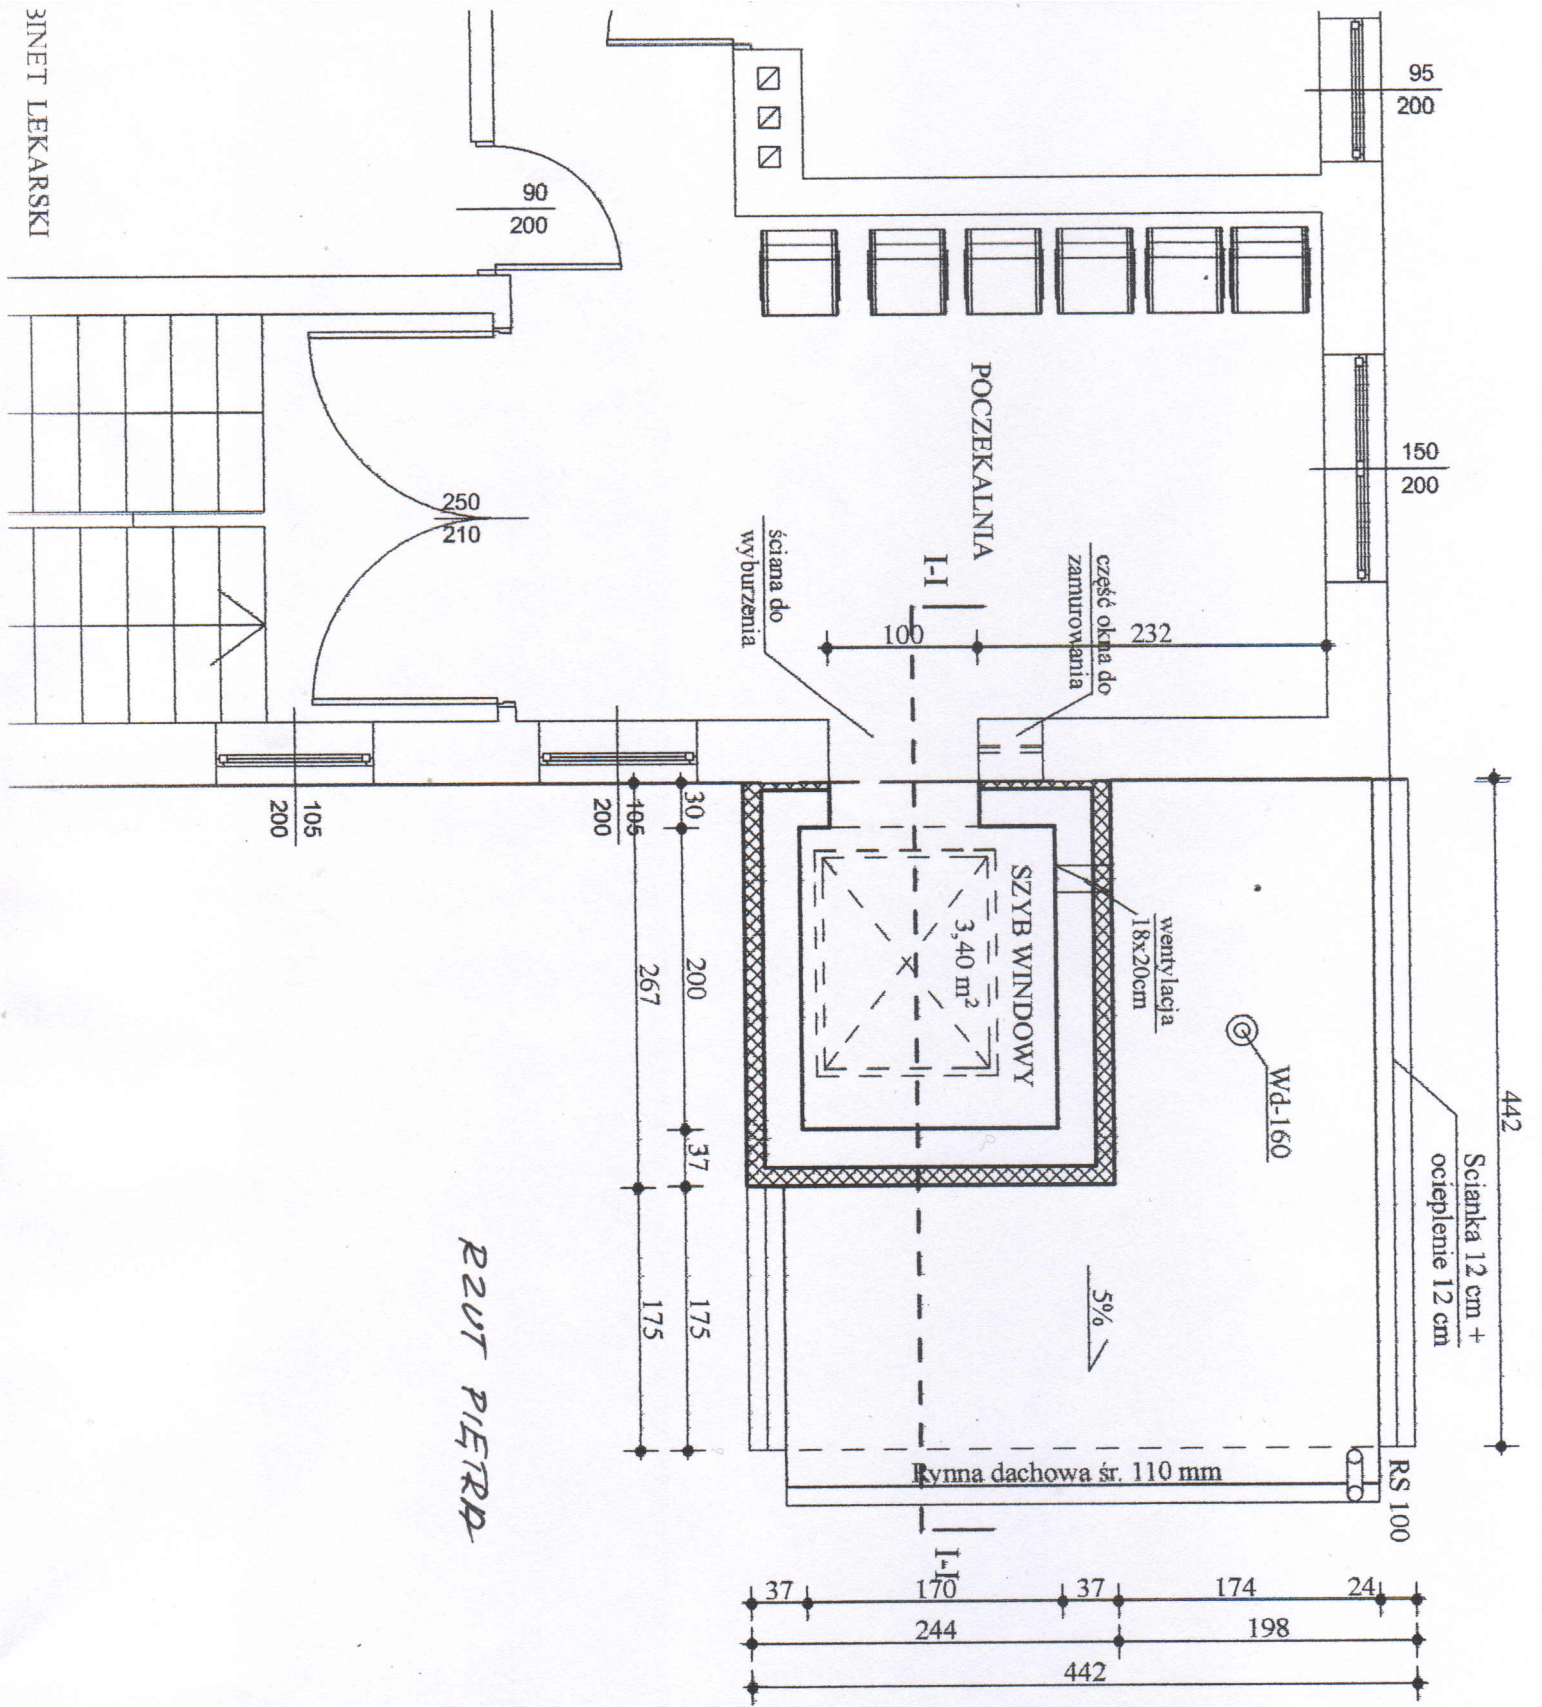 BINET LEKARSKI
90
200
95
200
150
200
POCZEKALNIA
250
210
ściana do
wyburzenia
I-I
część okna do
zamurowania
100
232
105
200
105
200
30
200
37
175
267
175
SZYB WINDOWY
3,40 m²
wentylacja
18x20cm
Wd-160
442
Scianka 12 cm +
ocieplenie 12 cm
5%
Rynna dachowa śr. 110 mm
RS 100
I-I
37
170
37
174
24
244
198
442
RZUT PIĘTRA